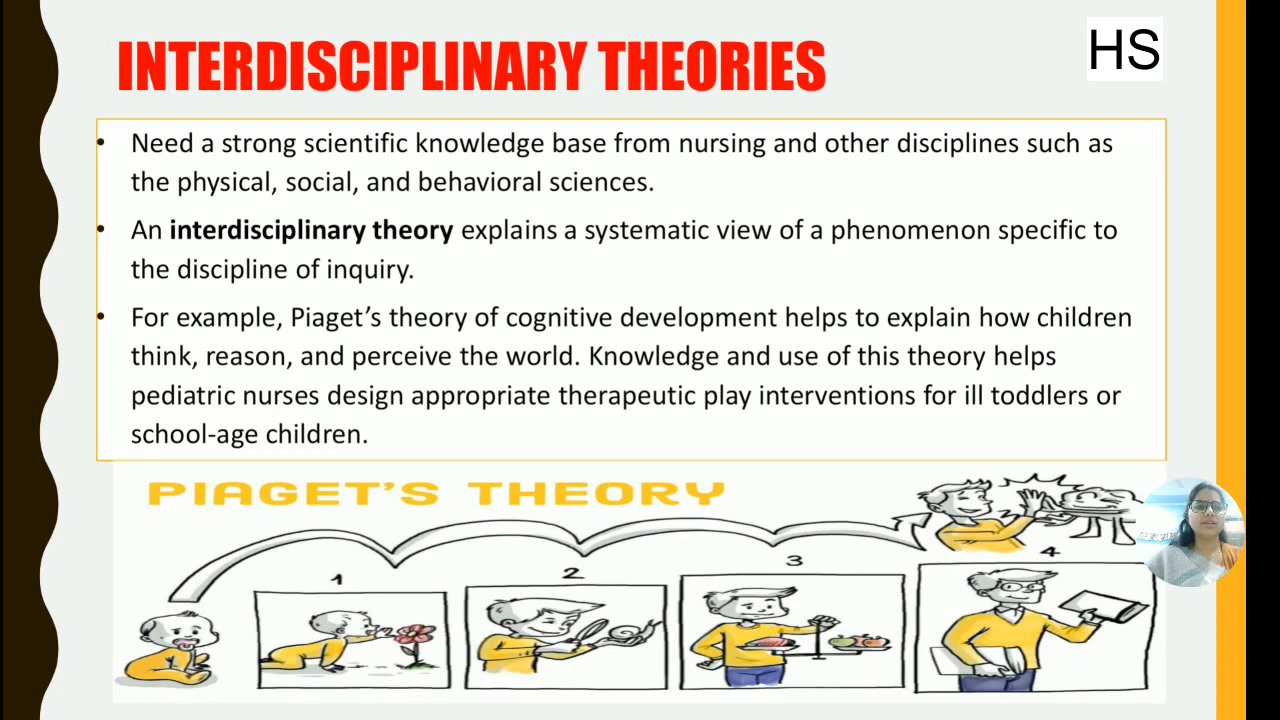 INTERDISCIPLINARY THEORIES
HS
• Need a strong scientific knowledge base from nursing and other disciplines such as
the physical, social, and behavioral sciences.
• An interdisciplinary theory explains a systematic view of a phenomenon specific to
the discipline of inquiry.
• For example, Piaget’s theory of cognitive development helps to explain how children
think, reason, and perceive the world. Knowledge and use of this theory helps
pediatric nurses design appropriate therapeutic play interventions for ill toddlers or
school-age children.
PIAGET'S THEORY
1
2
3
4